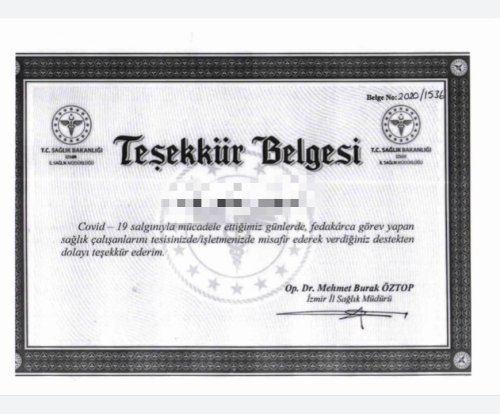 Belge No: 2020/1536
T.C. SAĞLIK BAKANLIĞI
İZMİR
İL SAĞLIK MÜDÜRLÜĞÜ
Teşekkür Belgesi
T.C. SAĞLIK BAKANLIĞI
İZMİR
İL SAĞLIK MÜDÜRLÜĞÜ
Covid – 19 salgınıyla mücadele ettiğimiz günlerde, fedakârca görev yapan
sağlık çalışanlarını tesisinizde/işletmenizde misafir ederek verdiğiniz destekten
dolayı teşekkür ederim.
Op. Dr. Mehmet Burak ÖZTOP
İzmir İl Sağlık Müdürü